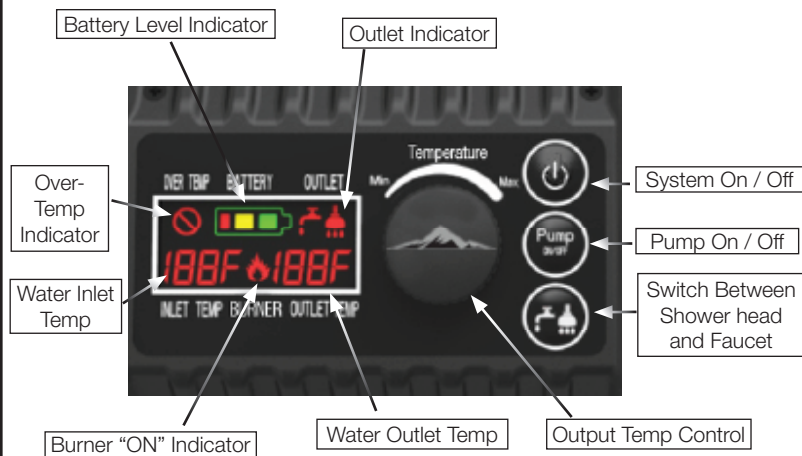 Battery Level Indicator
Outlet Indicator
Over-
Temp
Indicator
Water Inlet
Temp
OVER TEMP BATTERY OUTLET
188F 188F
INLET TEMP BURNER OUTLET TEMP
Temperature
Min Max
Pump
ON/OFF
System On / Off
Pump On / Off
Switch Between
Shower head
and Faucet
Burner “ON” Indicator
Water Outlet Temp
Output Temp Control